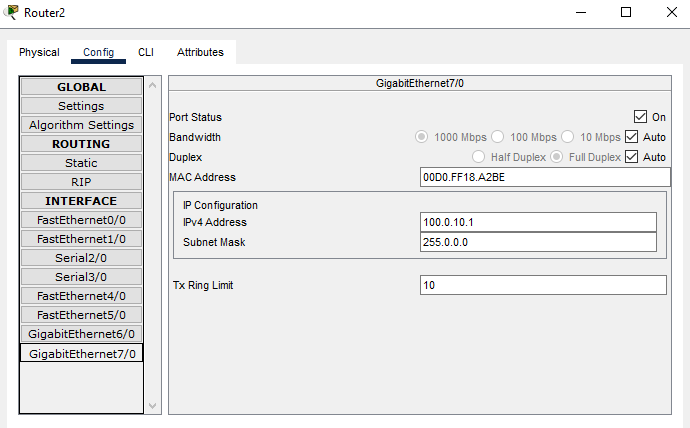 Router2
Physical Config CLI Attributes
GLOBAL
Settings
Algorithm Settings
ROUTING
Static
RIP
INTERFACE
FastEthernet0/0
FastEthernet1/0
Serial2/0
Serial3/0
FastEthernet4/0
FastEthernet5/0
GigabitEthernet6/0
GigabitEthernet7/0
GigabitEthernet7/0
Port Status On
Bandwidth 1000 Mbps 100 Mbps 10 Mbps Auto
Duplex Half Duplex Full Duplex Auto
MAC Address 00D0.FF18.A2BE
IP Configuration
IPv4 Address 100.0.10.1
Subnet Mask 255.0.0.0
Tx Ring Limit 10